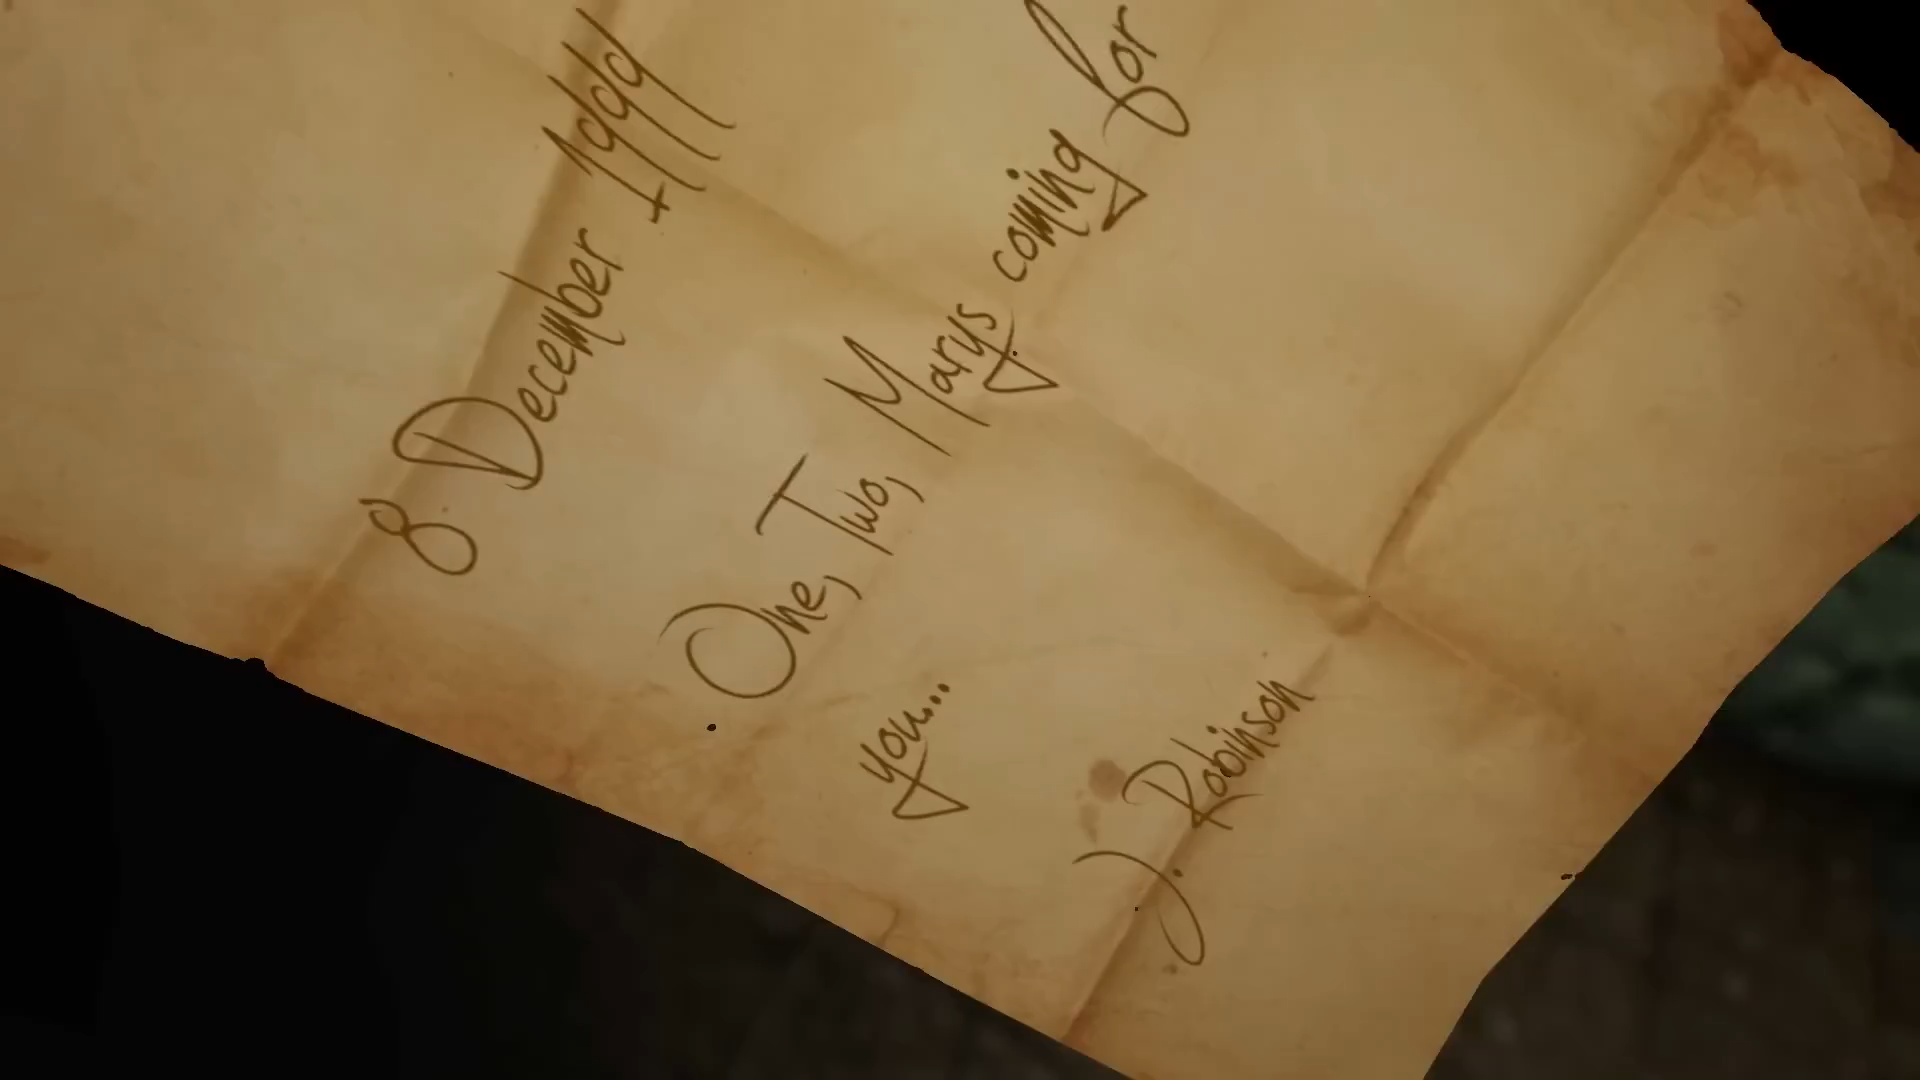 8 December 1999
One, Two, Marys coming for
you...
J. Robinson